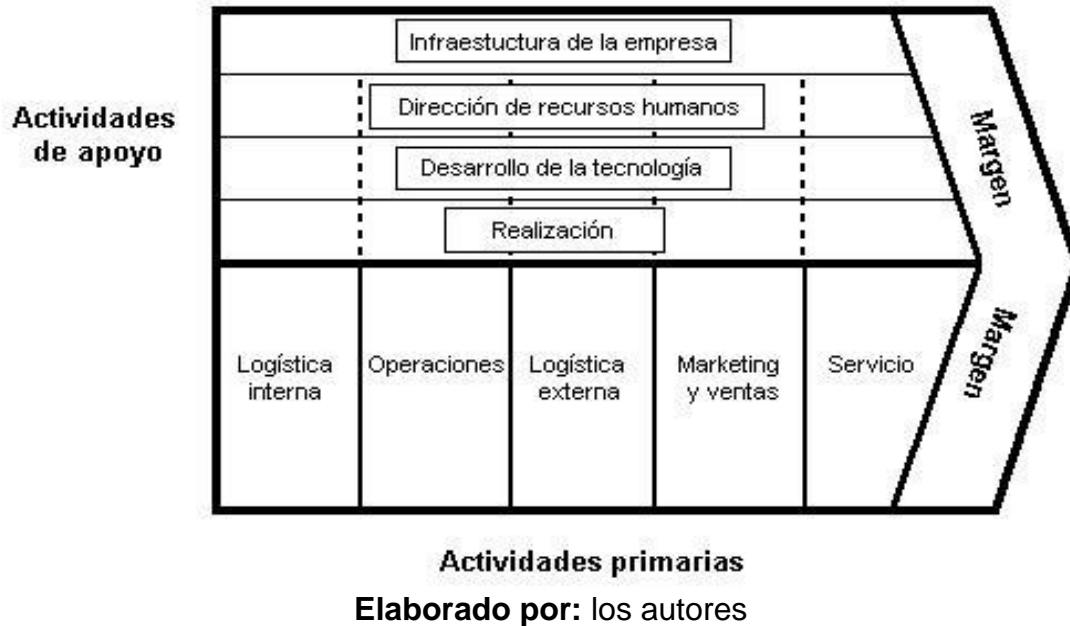 Infraestuctura de la empresa
Dirección de recursos humanos
Actividades
de apoyo
Desarrollo de la tecnología
Realización
Margen
Margen
Logística
interna
Operaciones
Logística
externa
Marketing
y ventas
Servicio
Actividades primarias
Elaborado por: los autores